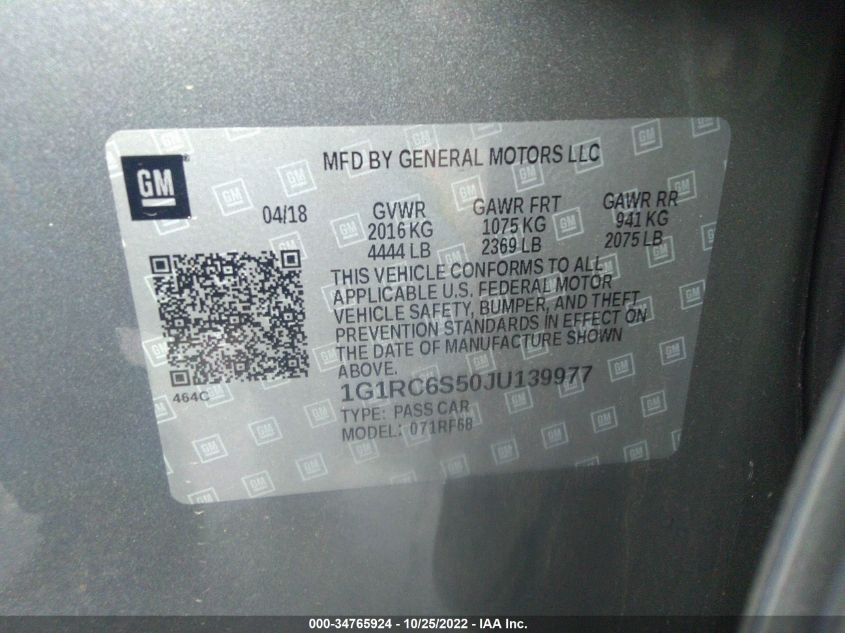 GM
MFD BY GENERAL MOTORS LLC
04/18 GVWR GAWR FRT GAWR RR
2016 KG 1075 KG 941 KG
4444 LB 2369 LB 2075 LB
THIS VEHICLE CONFORMS TO ALL
APPLICABLE U.S. FEDERAL MOTOR
VEHICLE SAFETY, BUMPER, AND THEFT
PREVENTION STANDARDS IN EFFECT ON
THE DATE OF MANUFACTURE SHOWN
ABOVE.
464C
1G1RC6S50JU139977
TYPE: PASS CAR
MODEL: 071RF68
000-34765924 - 10/25/2022 - IAA Inc.